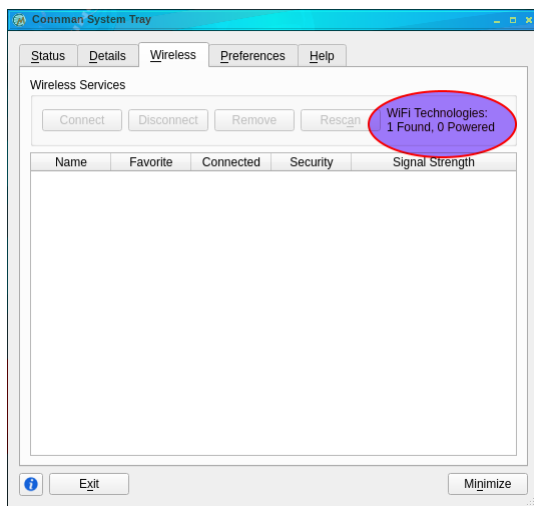 Connman System Tray
Status Details Wireless Preferences Help
Wireless Services
Connect Disconnect Remove Rescan
WiFi Technologies:
1 Found, 0 Powered
Name Favorite Connected Security Signal Strength
Exit Minimize